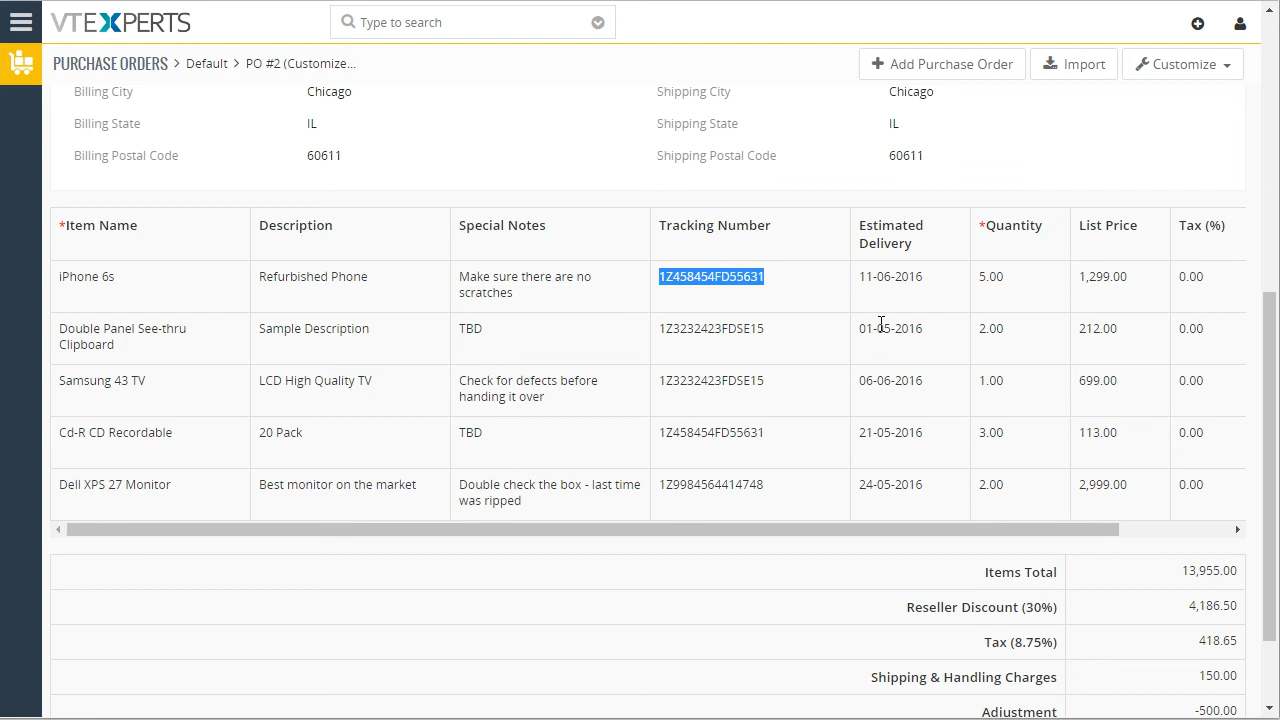 VTEXPERTS
Type to search
PURCHASE ORDERS > Default > PO #2 (Customize...
Add Purchase Order
Import
Customize
Billing City Chicago Shipping City Chicago
Billing State IL Shipping State IL
Billing Postal Code 60611 Shipping Postal Code 60611
*Item Name Description Special Notes Tracking Number Estimated Delivery *Quantity List Price Tax (%)
iPhone 6s Refurbished Phone Make sure there are no scratches 1Z458454FD55631 11-06-2016 5.00 1,299.00 0.00
Double Panel See-thru Clipboard Sample Description TBD 1Z3232423FDSE15 01-05-2016 2.00 212.00 0.00
Samsung 43 TV LCD High Quality TV Check for defects before handing it over 1Z3232423FDSE15 06-06-2016 1.00 699.00 0.00
Cd-R CD Recordable 20 Pack TBD 1Z458454FD55631 21-05-2016 3.00 113.00 0.00
Dell XPS 27 Monitor Best monitor on the market Double check the box - last time was ripped 1Z9984564414748 24-05-2016 2.00 2,999.00 0.00
Items Total 13,955.00
Reseller Discount (30%) 4,186.50
Tax (8.75%) 418.65
Shipping & Handling Charges 150.00
Adjustment -500.00